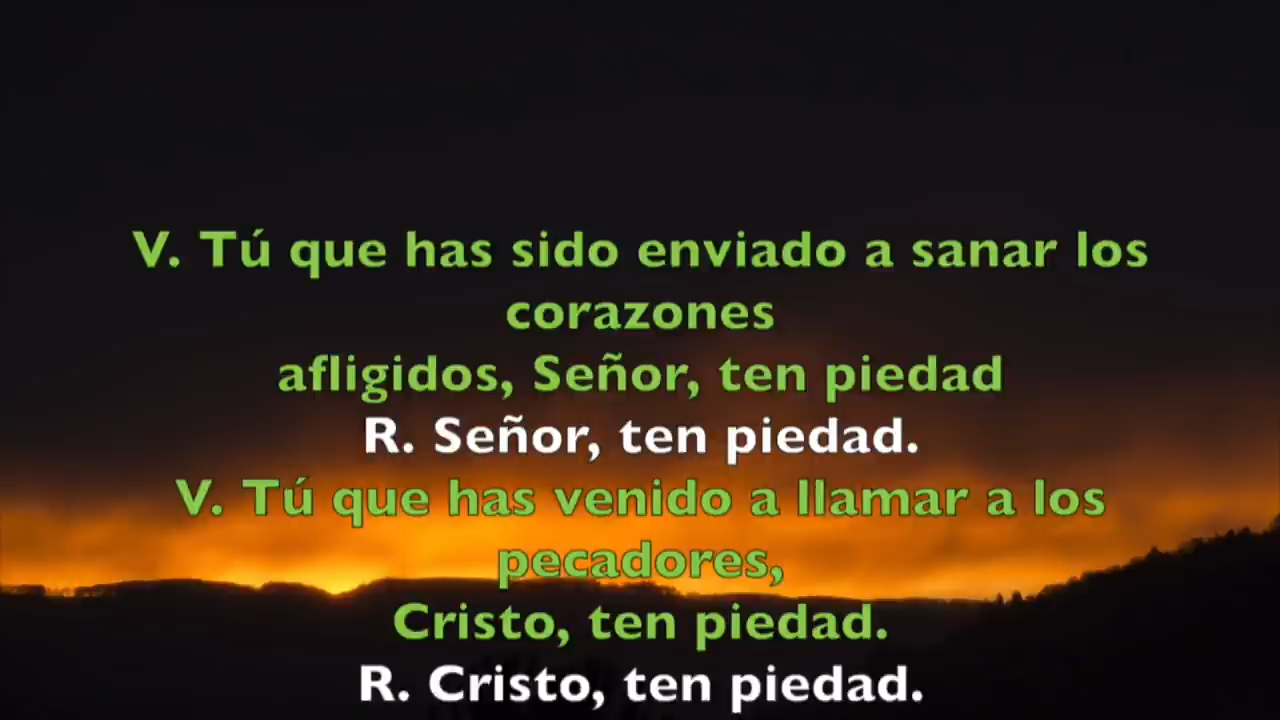 V. Tú que has sido enviado a sanar los
corazones
afligidos, Señor, ten piedad
R. Señor, ten piedad.
V. Tú que has venido a llamar a los
pecadores,
Cristo, ten piedad.
R. Cristo, ten piedad.